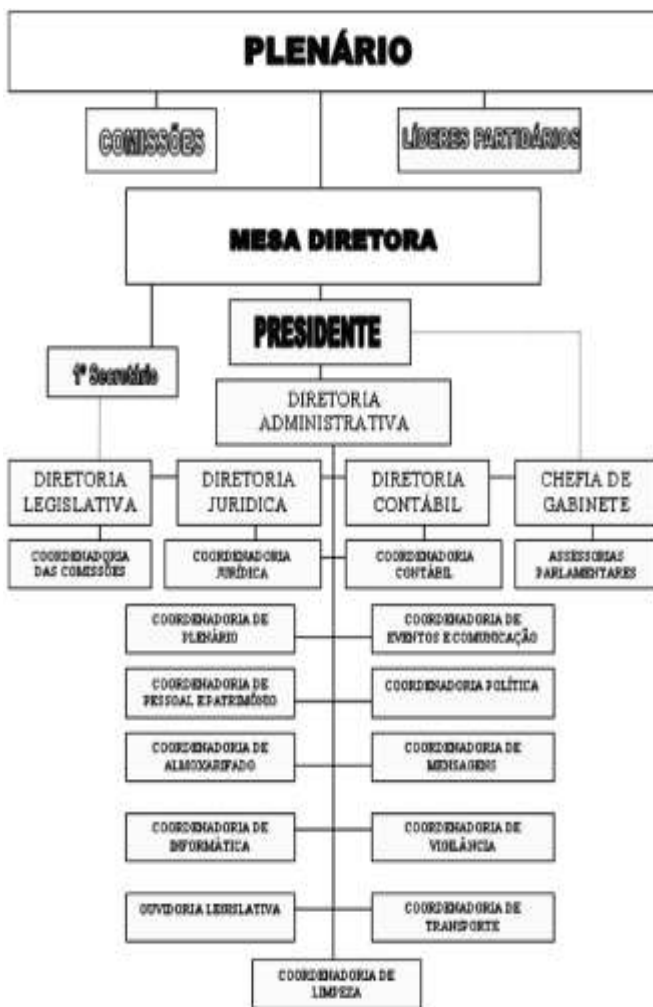 PLENÁRIO
COMISSÕES
LÍDERES PARTIDÁRIOS
MESA DIRETORA
PRESIDENTE
1º Secretário
DIRETORIA
ADMINISTRATIVA
DIRETORIA
LEGISLATIVA
DIRETORIA
JURIDICA
DIRETORIA
CONTÁBIL
CHEFIA DE
GABINETE
COORDENADORIA
DAS COMISSÕES
COORDENADORIA
JURÍDICA
COORDENADORIA
CONTÁBIL
ASSESSORIAS
PARLAMENTARES
COORDENADORIA DE
PLENÁRIO
COORDENADORIA DE
EVENTOS E COMUNICAÇÃO
COORDENADORIA DE
PESSOAL E PATRIMÔNIO
COORDENADORIA POLÍTICA
COORDENADORIA DE
ALMOXARIFADO
COORDENADORIA DE
MENSAGENS
COORDENADORIA DE
INFORMÁTICA
COORDENADORIA DE
VIGILÂNCIA
OUVIDORIA LEGISLATIVA
COORDENADORIA DE
TRANSPORTE
COORDENADORIA DE
LIMPEZA